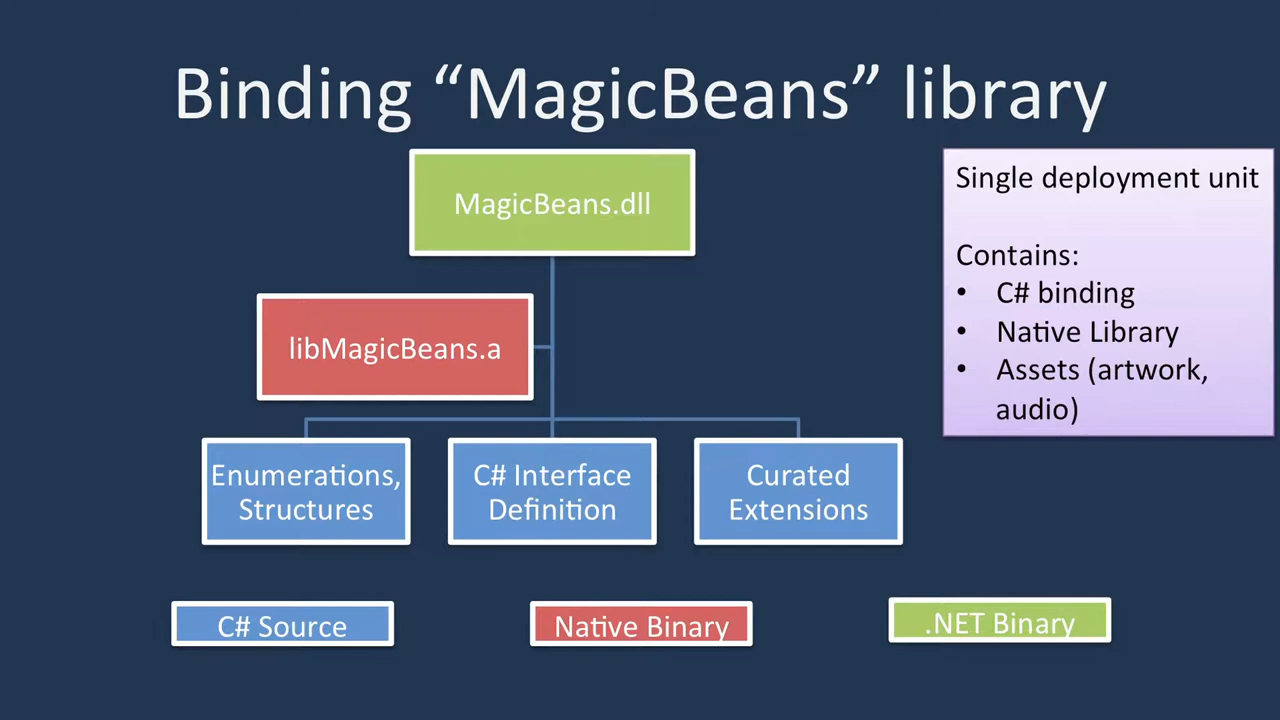 Binding “MagicBeans” library
MagicBeans.dll
Single deployment unit
Contains:
• C# binding
• Native Library
• Assets (artwork,
audio)
libMagicBeans.a
Enumerations,
Structures
C# Interface
Definition
Curated
Extensions
C# Source
Native Binary
.NET Binary